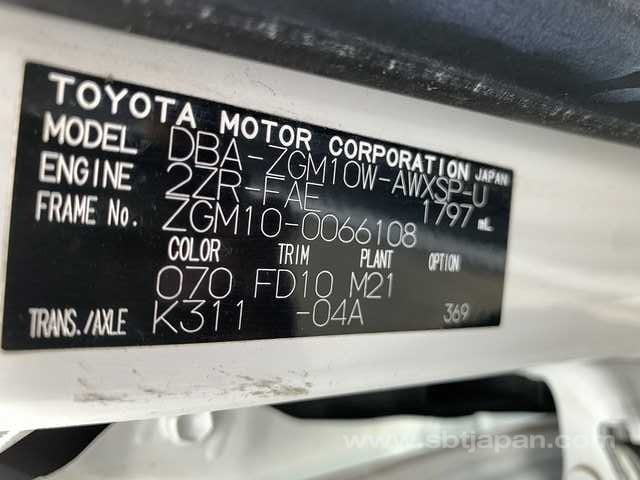 TOYOTA MOTOR CORPORATION JAPAN
MODEL DBA-ZGM10W-AWXSP-U
ENGINE 2ZR-FAE 1797 mL
FRAME No. ZGM10-0066108
COLOR TRIM PLANT OPTION
070 FD10 M21
TRANS./AXLE K311 -04A 369
www.sbtjapan.com